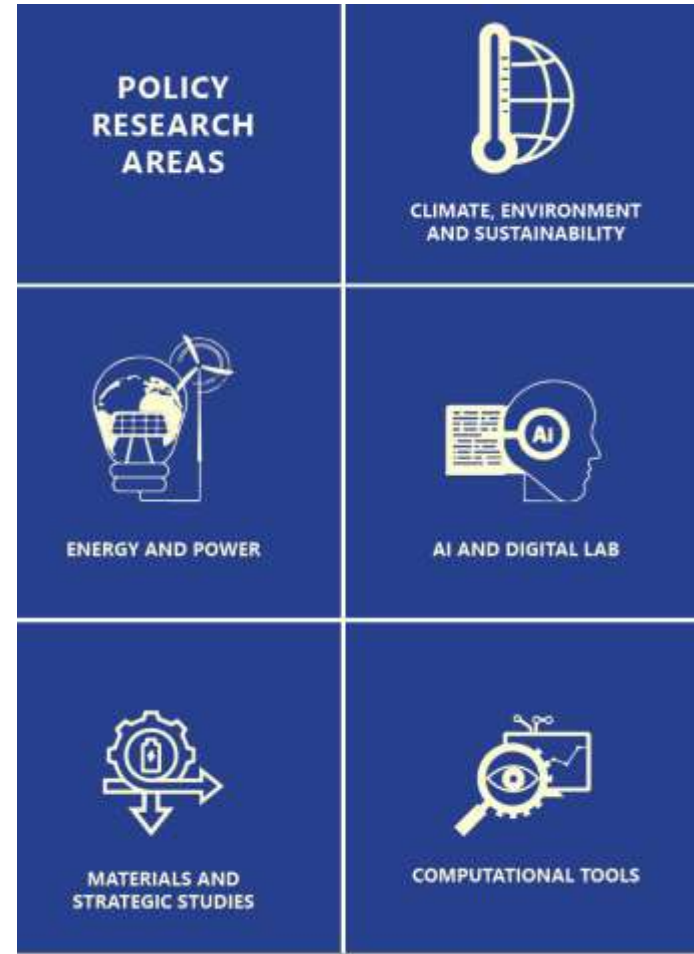 POLICY
RESEARCH
AREAS
CLIMATE, ENVIRONMENT
AND SUSTAINABILITY
ENERGY AND POWER
AI
AI AND DIGITAL LAB
MATERIALS AND
STRATEGIC STUDIES
COMPUTATIONAL TOOLS